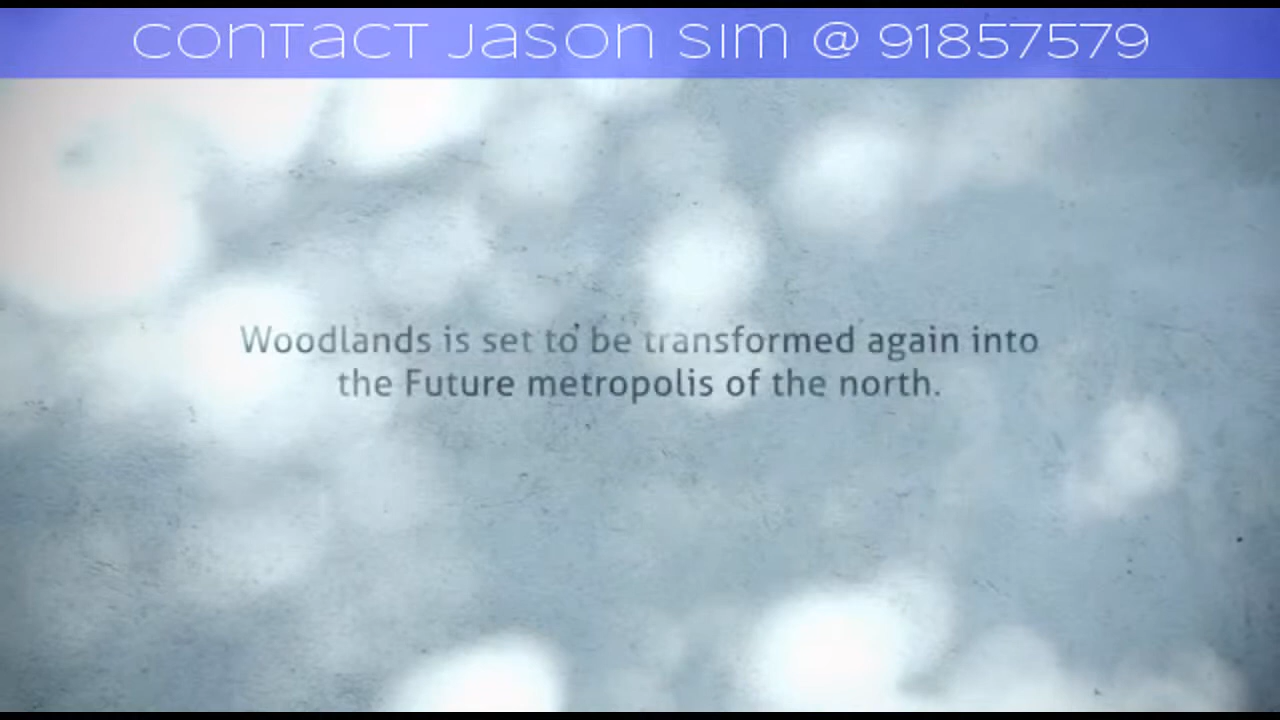 contact Jason Sim @ 91857579
Woodlands is set to be transformed again into
the Future metropolis of the north.